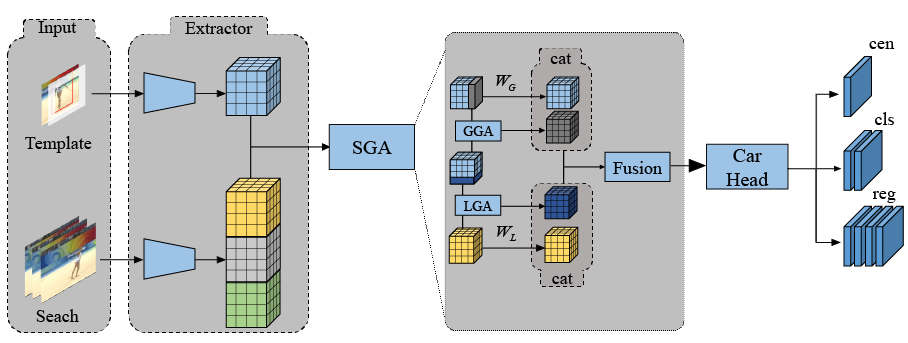 Input
Extractor
Template
Seach
SGA
cat
W_G
GGA
LGA
W_L
cat
Fusion
Car
Head
cen
cls
reg